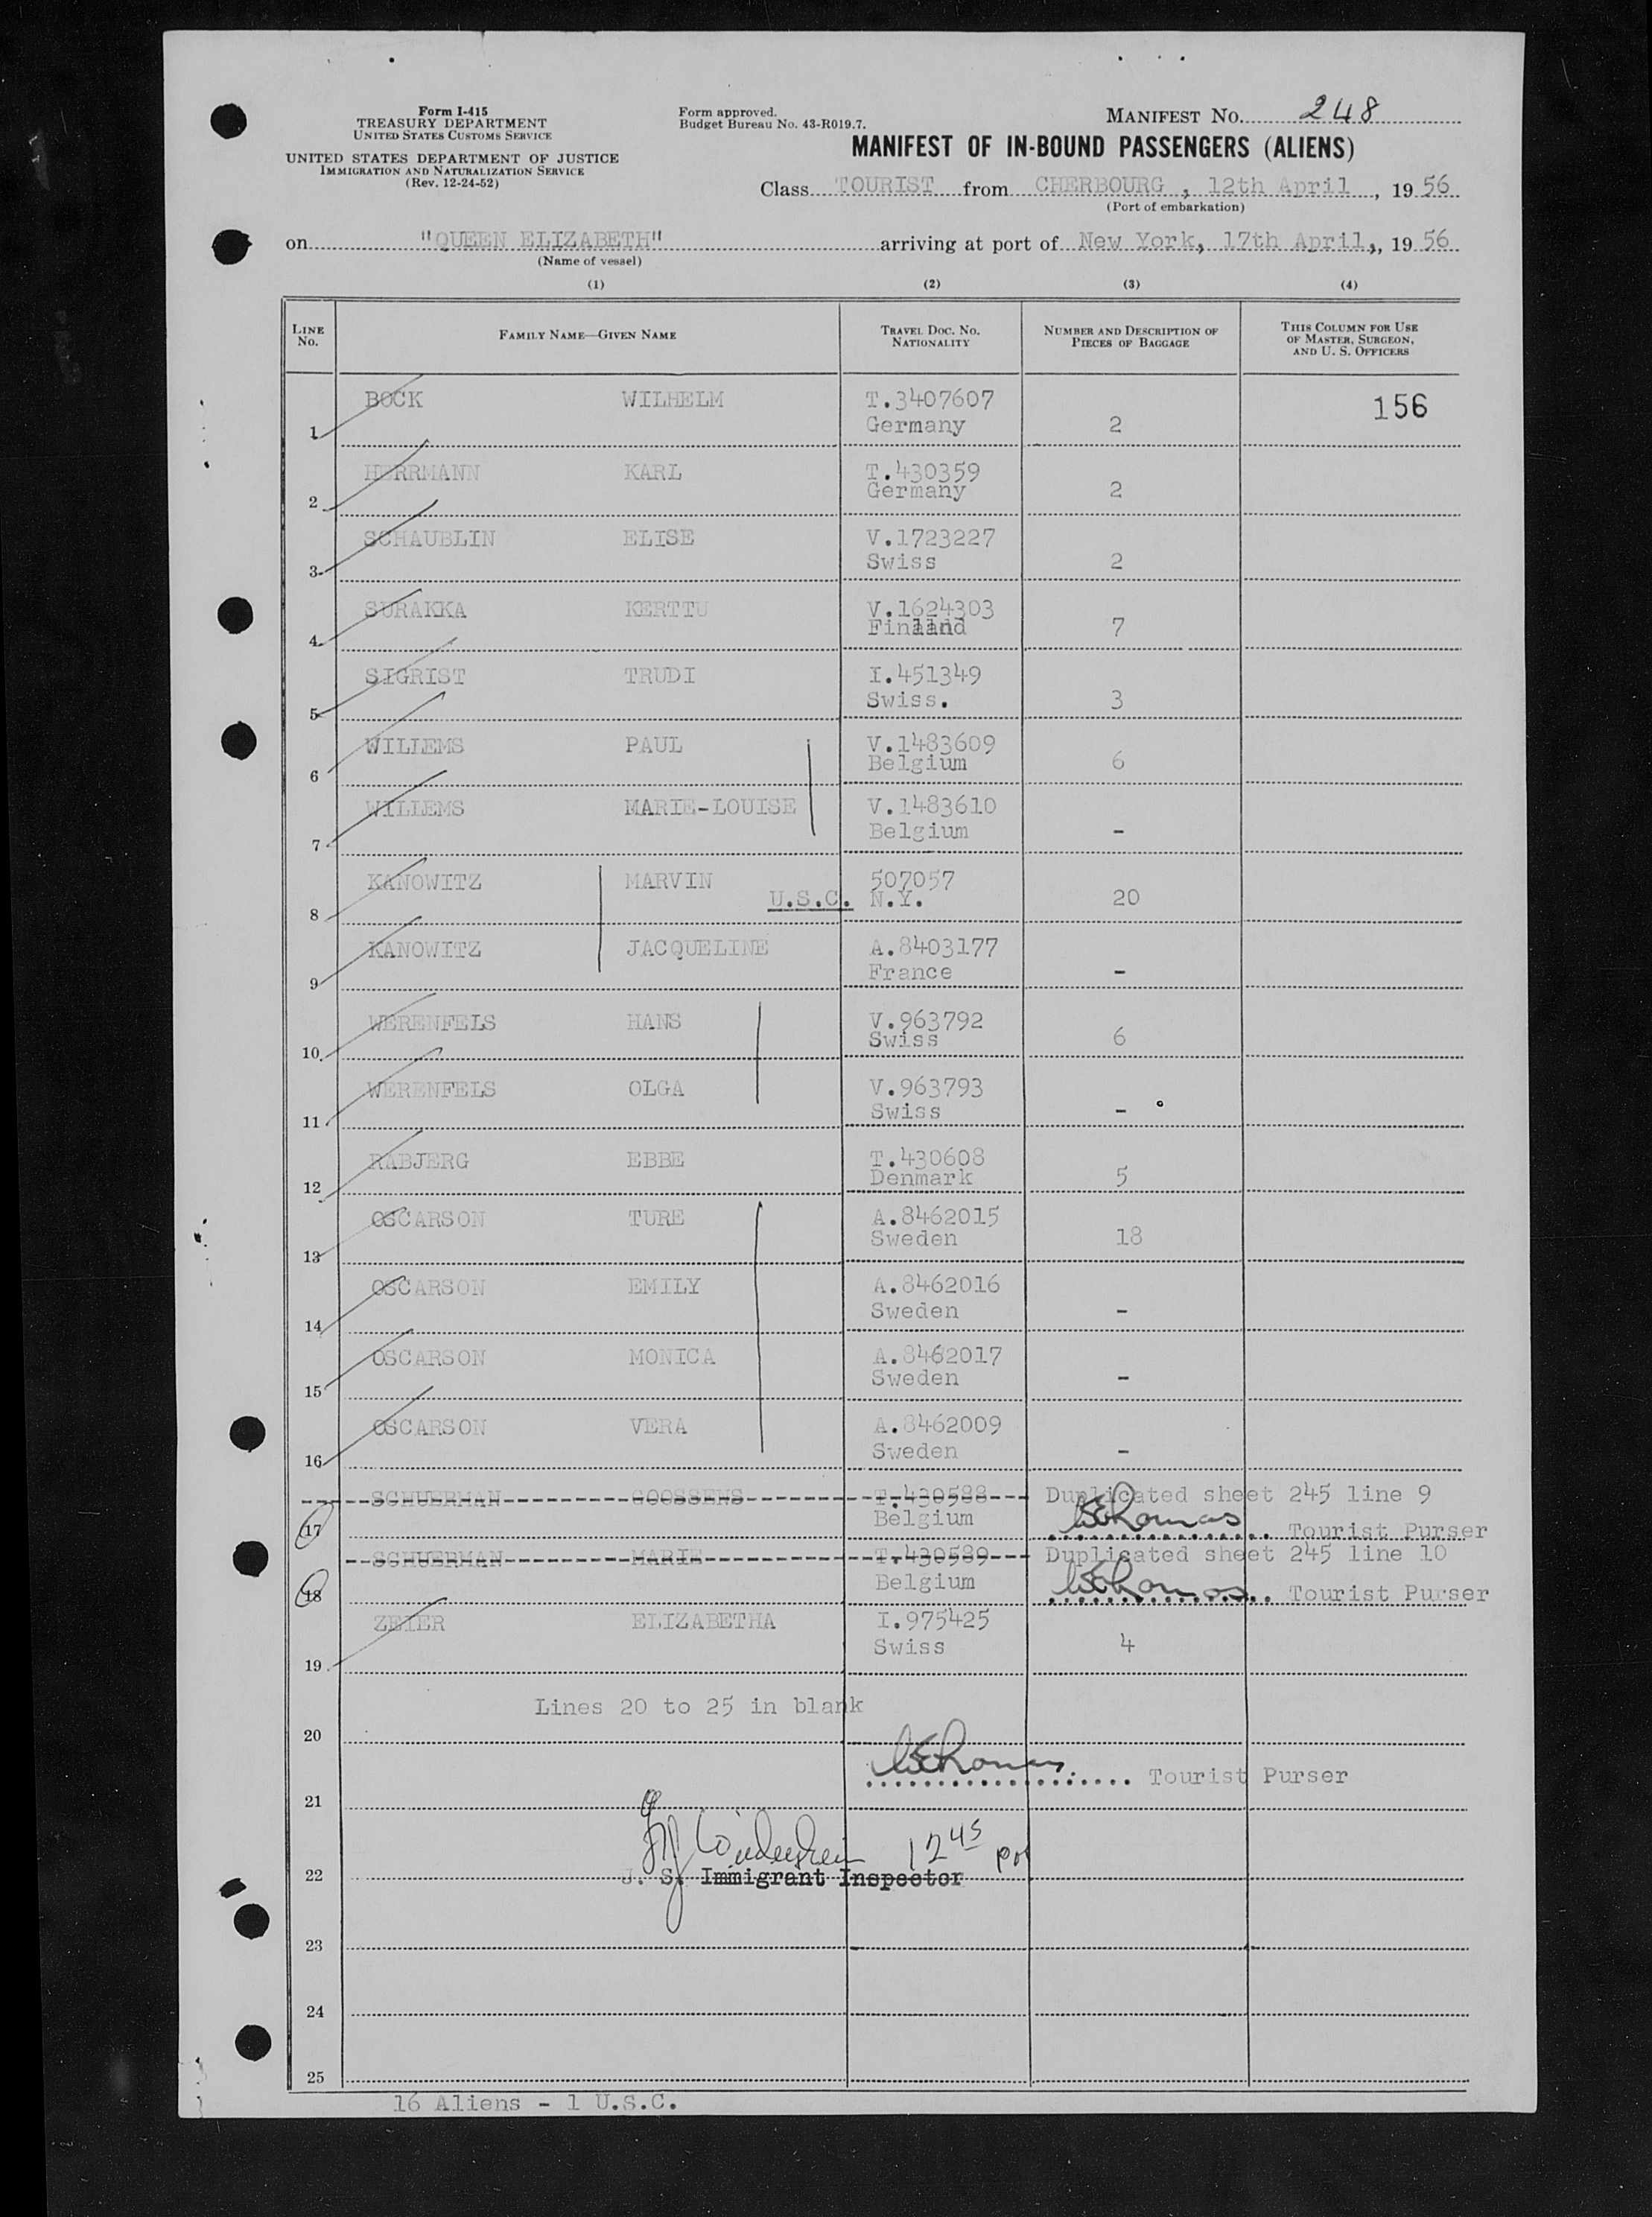 Form I-415
TREASURY DEPARTMENT
UNITED STATES CUSTOMS SERVICE
UNITED STATES DEPARTMENT OF JUSTICE
IMMIGRATION AND NATURALIZATION SERVICE
(Rev. 12-24-52)
Form approved.
Budget Bureau No. 43-R019.7.
MANIFEST NO. 248
MANIFEST OF IN-BOUND PASSENGERS (ALIENS)
Class TOURIST from CHERBOURG, 12th April, 1956
(Port of embarkation)
on "QUEEN ELIZABETH" arriving at port of New York, 17th April, 1956
(Name of vessel)
(1) (2) (3) (4)
LINE No. FAMILY NAME—GIVEN NAME TRAVEL DOC. NO. NATIONALITY NUMBER AND DESCRIPTION OF PIECES OF BAGGAGE THIS COLUMN FOR USE OF MASTER, SURGEON, AND U. S. OFFICERS
BOCK WILHELM T.3407607 156
1 Germany 2
HERRMANN KARL T.430359
2 Germany 2
SCHAUBLIN ELISE V.1723227
3 Swiss 2
SURAKKA KERTTU V.1624303
4 Finland 7
SIGRIST TRUDI I.451349
5 Swiss. 3
WILLEMS PAUL V.1483609
6 Belgium 6
WILLEMS MARIE-LOUISE V.1483610
7 Belgium -
KANOWITZ MARVIN 507057
8 U.S.C. N.Y. 20
KANOWITZ JACQUELINE A.8403177
9 France -
WERENFELS HANS V.963792
10 Swiss 6
WERENFELS OLGA V.963793
11 Swiss -
RABJERG EBBE T.430608
12 Denmark 5
OSCARSON TURE A.8462015
13 Sweden 18
OSCARSON EMILY A.8462016
14 Sweden -
OSCARSON MONICA A.8462017
15 Sweden -
OSCARSON VERA A.8462009
16 Sweden -
SCHUERMAN GOOSSENS T.430588 Duplicated sheet 245 line 9
17 Belgium Tourist Purser
SCHUERMAN MARIE T.430589 Duplicated sheet 245 line 10
18 Belgium Tourist Purser
ZEIER ELIZABETHA I.975425
19 Swiss 4
Lines 20 to 25 in blank
20
Tourist Purser
21
12 45 pm
22 U. S. Immigrant Inspector
23
24
25
16 Aliens - 1 U.S.C.